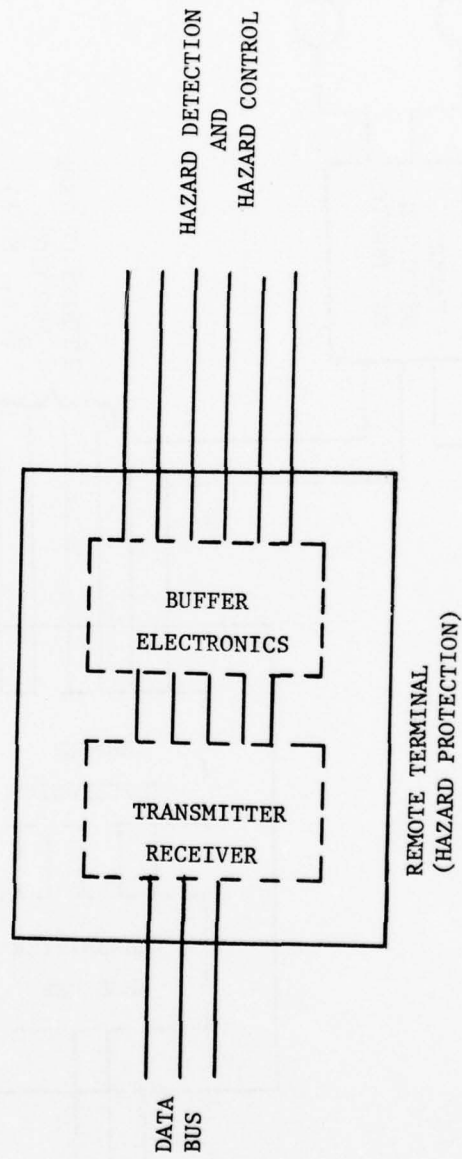 DATA
BUS
TRANSMITTER
RECEIVER
BUFFER
ELECTRONICS
HAZARD DETECTION
AND
HAZARD CONTROL
REMOTE TERMINAL
(HAZARD PROTECTION)